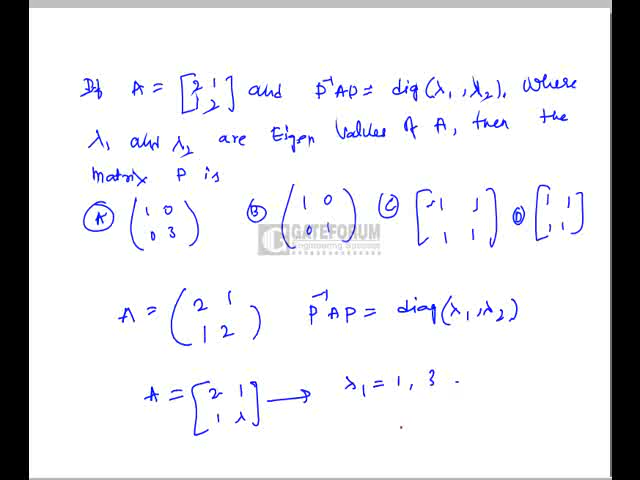 If A = [2 1 1 2] and P⁻¹AP = diag(λ₁, λ₂), Where
λ₁ and λ₂ are Eigen Values of A, then the
matrix P is
(A) (1 0 0 3) (B) (1 0 0 1) (C) [-1 1 1 1] (D) [1 1 1 1]
GATEFORUM
Engineering Success
A = (2 1 1 2) P⁻¹AP = diag(λ₁, λ₂)
A = [2 1 1 2] → λ₁ = 1, 3